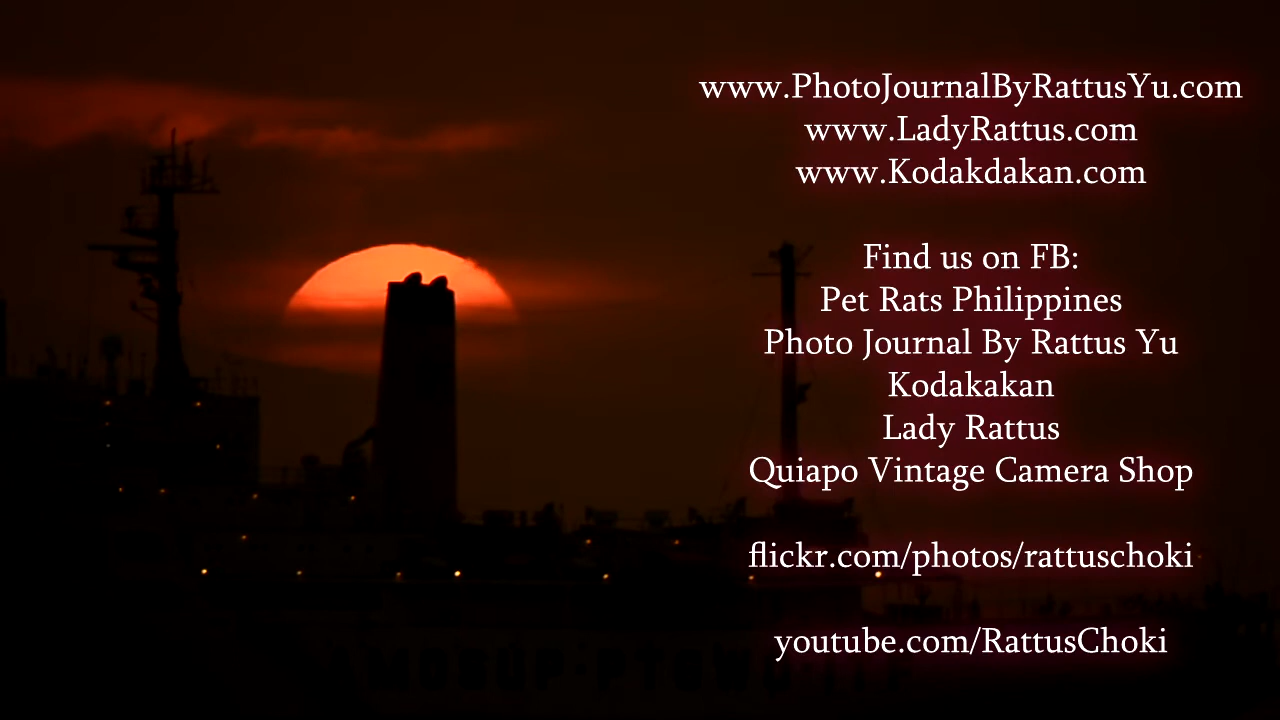 www.PhotoJournalByRattusYu.com
www.LadyRattus.com
www.Kodakdakan.com
Find us on FB:
Pet Rats Philippines
Photo Journal By Rattus Yu
Kodakakan
Lady Rattus
Quiapo Vintage Camera Shop
flickr.com/photos/rattuschoki
youtube.com/RattusChoki